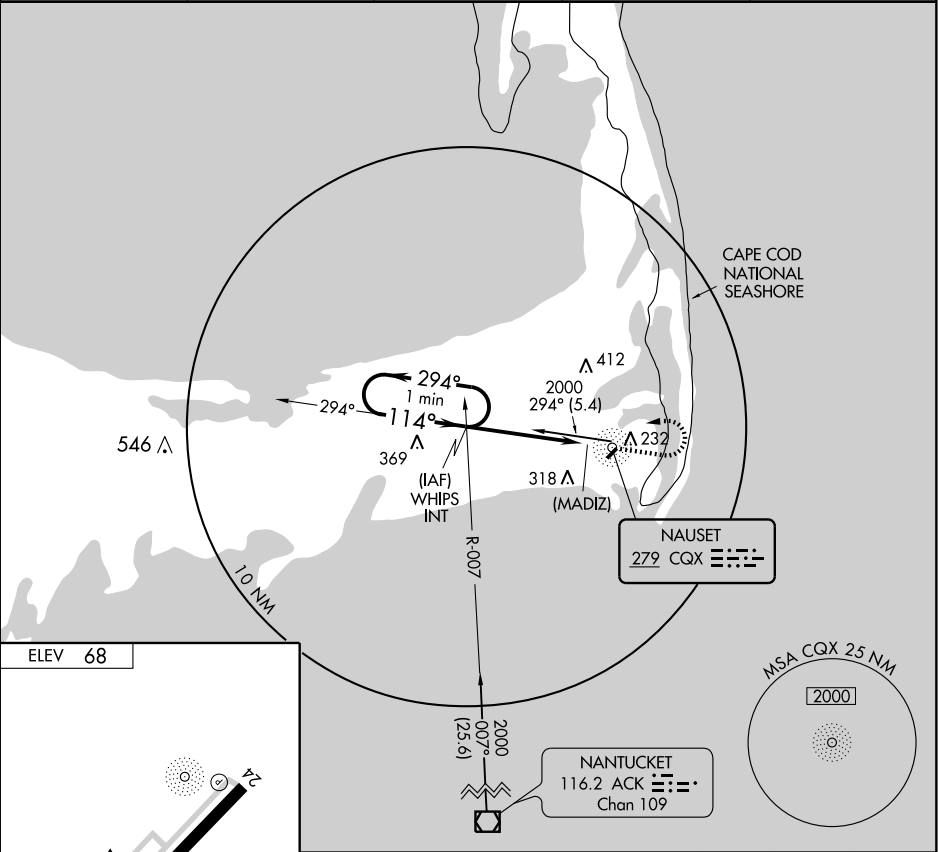 CAPE COD
NATIONAL
SEASHORE
412
2000
294° (5.4)
294°
1 min
294°
114°
546
369
232
(IAF)
WHIPS
INT
318
(MADIZ)
NAUSET
279 CQX
R-007
10 NM
ELEV 68
MSA CQX 25 NM
2000
2000
007°
(25.6)
NANTUCKET
116.2 ACK
Chan 109
24
P